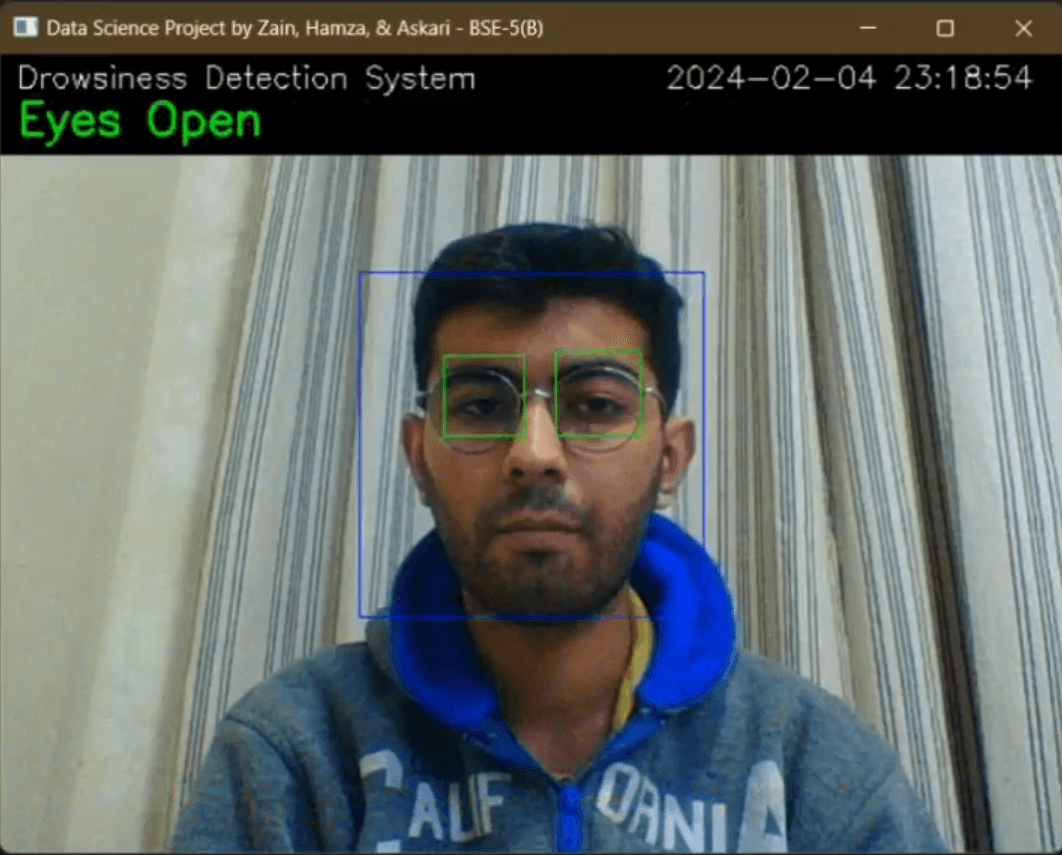 Data Science Project by Zain, Hamza, & Askari - BSE-5(B)
Drowsiness Detection System 2024-02-04 23:18:54
Eyes Open
CALIFORNIA